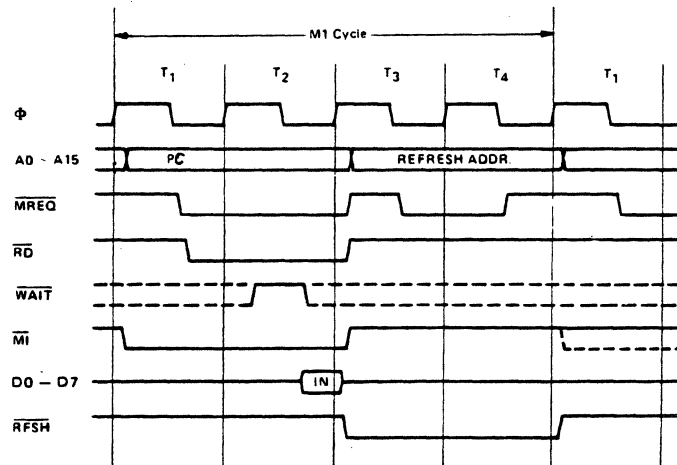 M1 Cycle
T1 T2 T3 T4 T1
Φ
A0 - A15 PC REFRESH ADDR.
MREQ
RD
WAIT
MI
D0 — D7 IN
RFSH